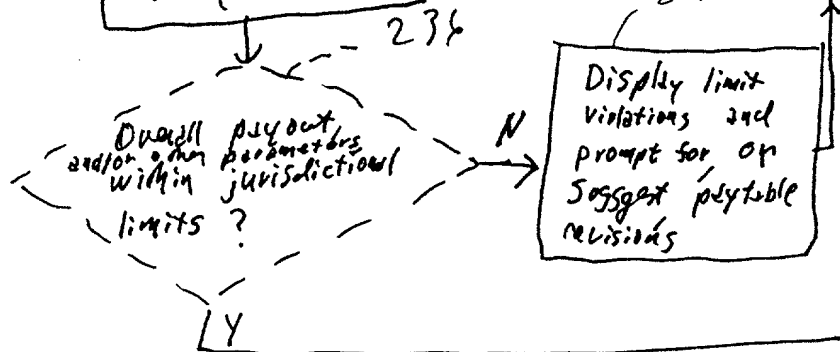 236
Overall payout
and/or other parameters
within jurisdictional
limits ?
N
Display limit
violations and
prompt for or
Soggest paytable
revisions
Y